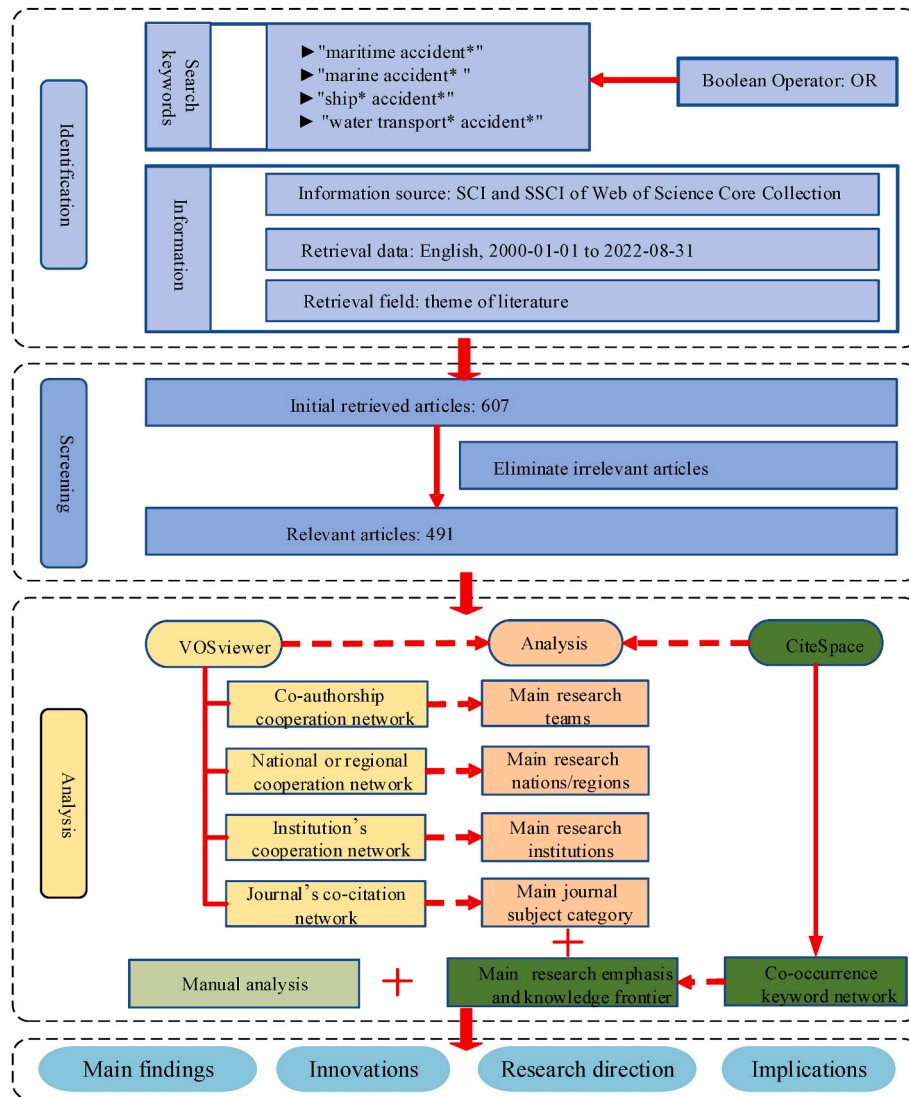 Identification
Search
keywords
►"maritime accident*"
►"marine accident* "
►"ship* accident*"
► "water transport* accident*"
Boolean Operator: OR
Information
Information source: SCI and SSCI of Web of Science Core Collection
Retrieval data: English, 2000-01-01 to 2022-08-31
Retrieval field: theme of literature
Screening
Initial retrieved articles: 607
Eliminate irrelevant articles
Relevant articles: 491
Analysis
VOSviewer
Analysis
CiteSpace
Co-authorship
cooperation network
Main research
teams
National or regional
cooperation network
Main research
nations/regions
Institution’s
cooperation network
Main research
institutions
Journal’s co-citation
network
Main journal
subject category
+
Manual analysis
+
Main research emphasis
and knowledge frontier
Co-occurrence
keyword network
Main findings
Innovations
Research direction
Implications